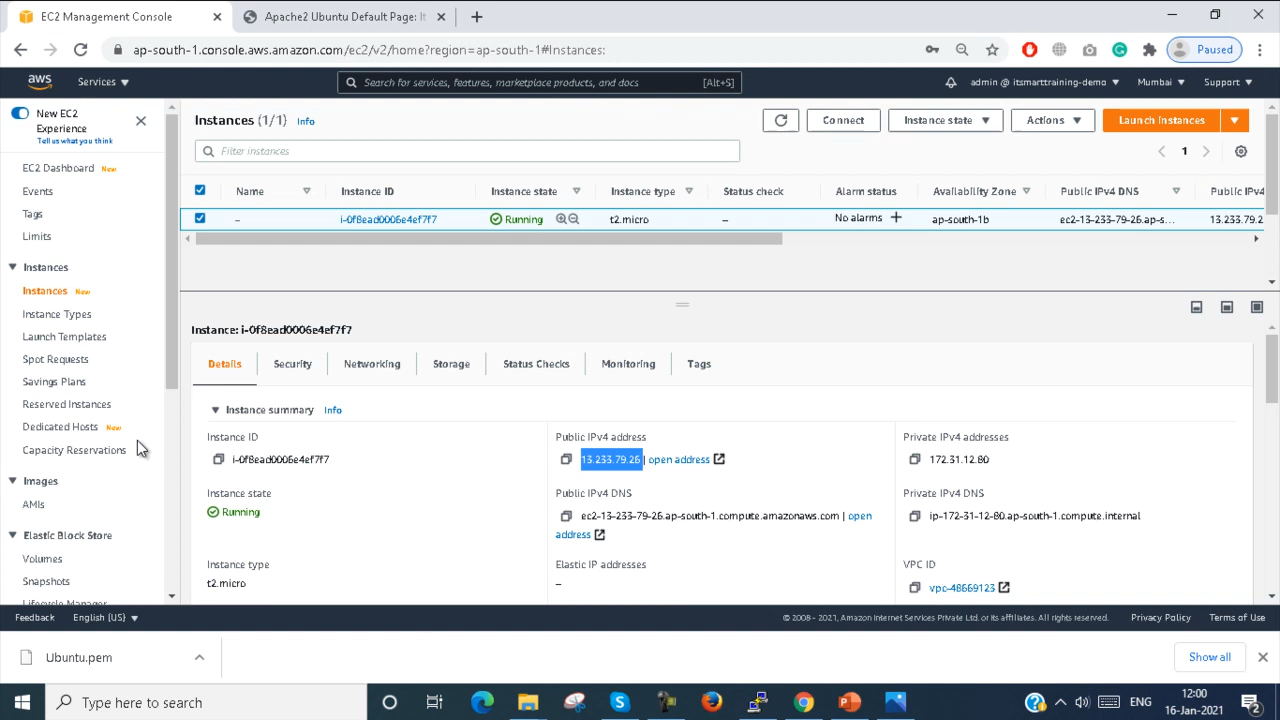 EC2 Management Console
Apache2 Ubuntu Default Page: It
ap-south-1.console.aws.amazon.com/ec2/v2/home?region=ap-south-1#Instances:
Paused
aws
Services
Search for services, features, marketplace products, and docs [Alt+S]
admin @ itsmarttraining-demo
Mumbai
Support
New EC2
Experience
Tell us what you think
EC2 Dashboard New
Events
Tags
Limits
Instances
Instances New
Instance Types
Launch Templates
Spot Requests
Savings Plans
Reserved Instances
Dedicated Hosts New
Capacity Reservations
Images
AMIs
Elastic Block Store
Volumes
Snapshots
Lifecycle Manager
Instances (1/1) Info
Connect
Instance state
Actions
Launch instances
Filter instances
1
Name Instance ID Instance state Instance type Status check Alarm status Availability Zone Public IPv4 DNS Public IPv4
– i-0f8ead0006e4ef7f7 Running t2.micro – No alarms + ap-south-1b ec2-13-233-79-26.ap-s... 13.233.79.2
Instance: i-0f8ead0006e4ef7f7
Details Security Networking Storage Status Checks Monitoring Tags
Instance summary Info
Instance ID
i-0f8ead0006e4ef7f7
Public IPv4 address
13.233.79.26 | open address
Private IPv4 addresses
172.31.12.80
Instance state
Running
Public IPv4 DNS
ec2-13-233-79-26.ap-south-1.compute.amazonaws.com | open
address
Private IPv4 DNS
ip-172-31-12-80.ap-south-1.compute.internal
Instance type
t2.micro
Elastic IP addresses
–
VPC ID
vpc-48669123
Feedback
English (US)
© 2008 - 2021, Amazon Internet Services Private Ltd. or its affiliates. All rights reserved.
Privacy Policy
Terms of Use
Ubuntu.pem
Show all
Type here to search
ENG
12:00
16-Jan-2021
2